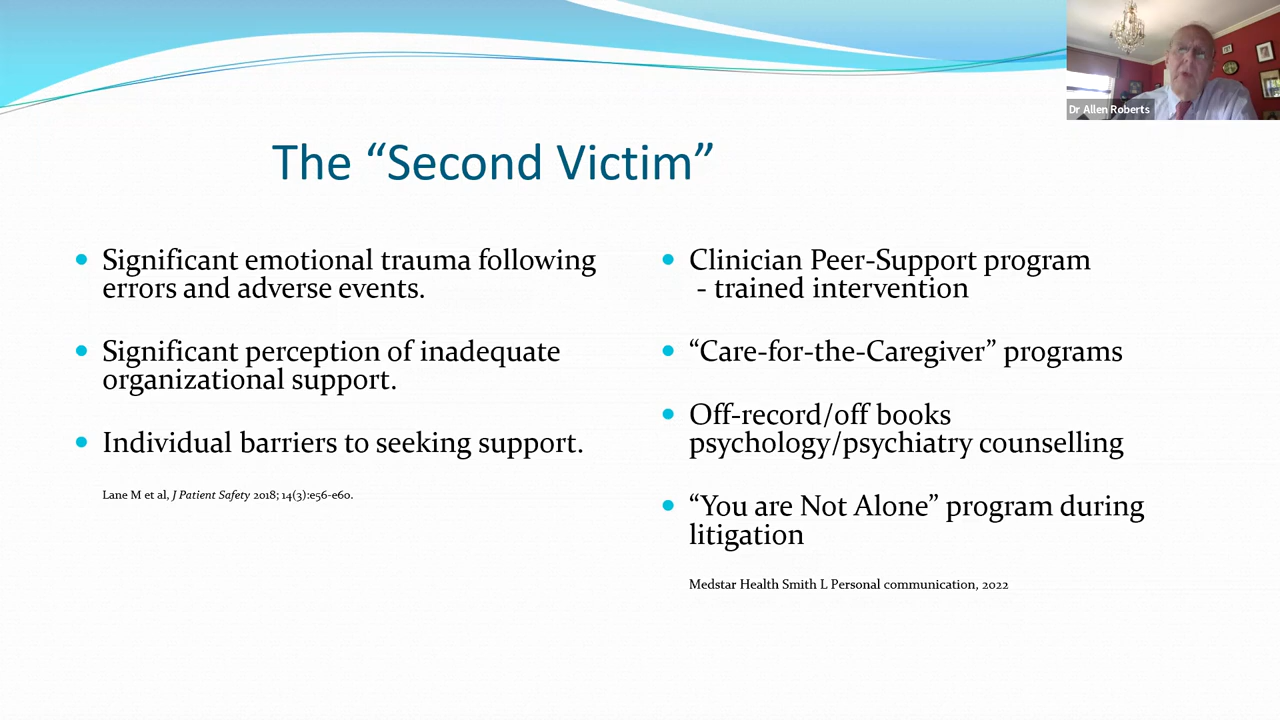 Dr Allen Roberts
The “Second Victim”
Significant emotional trauma following
errors and adverse events.
Significant perception of inadequate
organizational support.
Individual barriers to seeking support.
Lane M et al, J Patient Safety 2018; 14(3):e56-e60.
Clinician Peer-Support program
- trained intervention
“Care-for-the-Caregiver” programs
Off-record/off books
psychology/psychiatry counselling
“You are Not Alone” program during
litigation
Medstar Health Smith L Personal communication, 2022